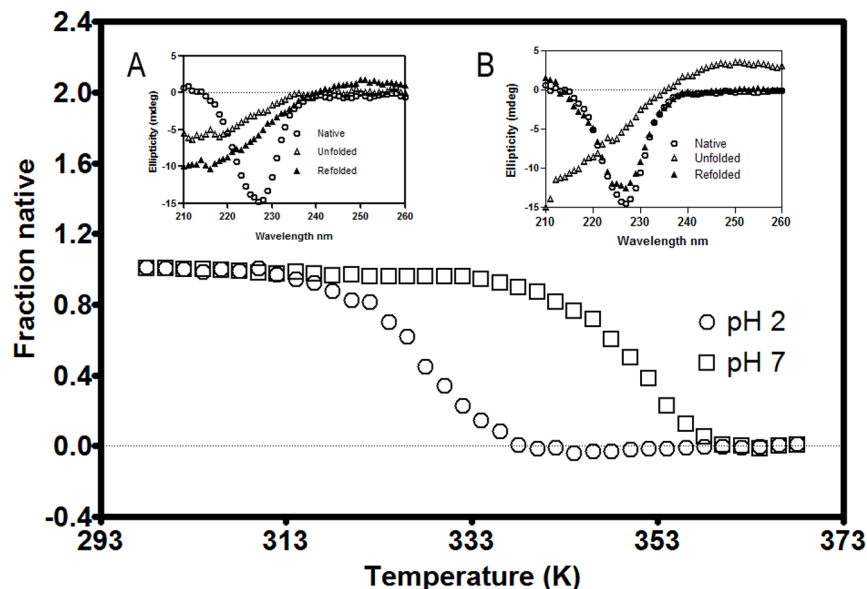 2.4
2.0
1.6
1.2
0.8
0.4
0.0
-0.4
Fraction native
293
313
333
353
373
Temperature (K)
pH 2
pH 7
A
5
0
-5
-10
-15
Ellipticity (mdeg)
210
220
230
240
250
260
Wavelength nm
Native
Unfolded
Refolded
B
5
0
-5
-10
-15
Ellipticity (mdeg)
210
220
230
240
250
260
Wavelength nm
Native
Unfolded
Refolded